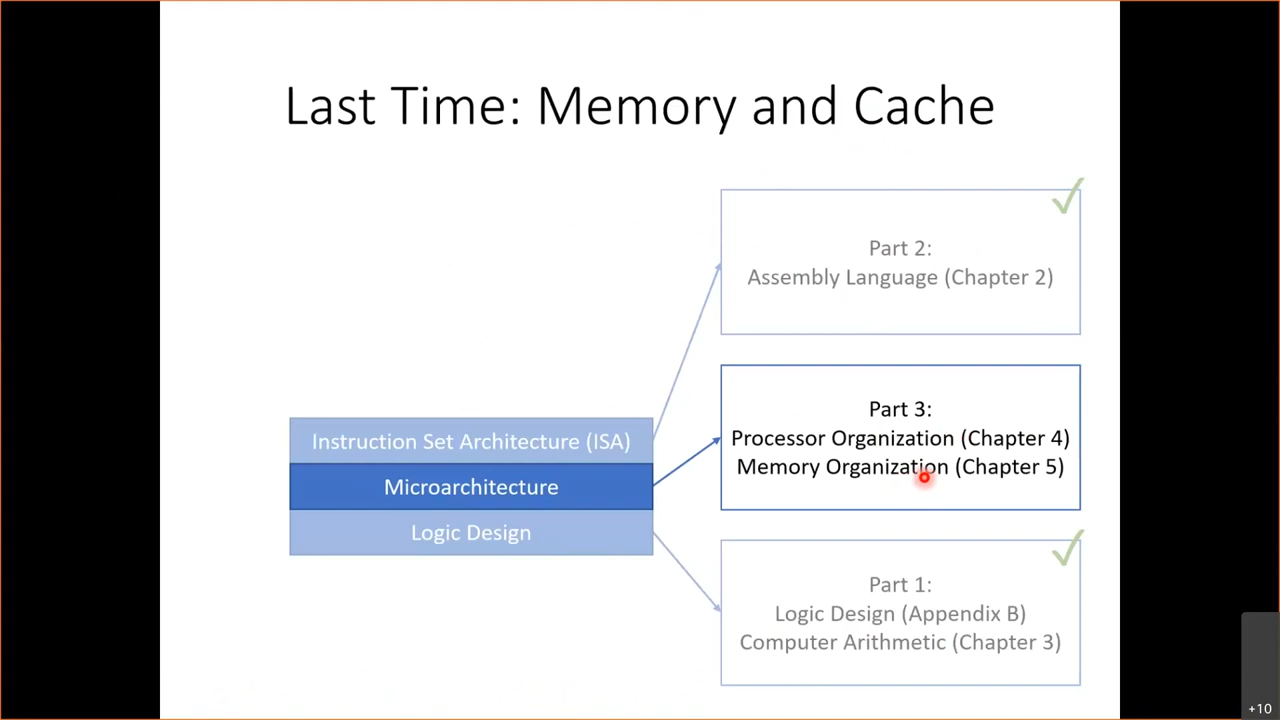 Last Time: Memory and Cache
Part 2:
Assembly Language (Chapter 2)
Part 3:
Processor Organization (Chapter 4)
Memory Organization (Chapter 5)
Instruction Set Architecture (ISA)
Microarchitecture
Logic Design
Part 1:
Logic Design (Appendix B)
Computer Arithmetic (Chapter 3)
+10